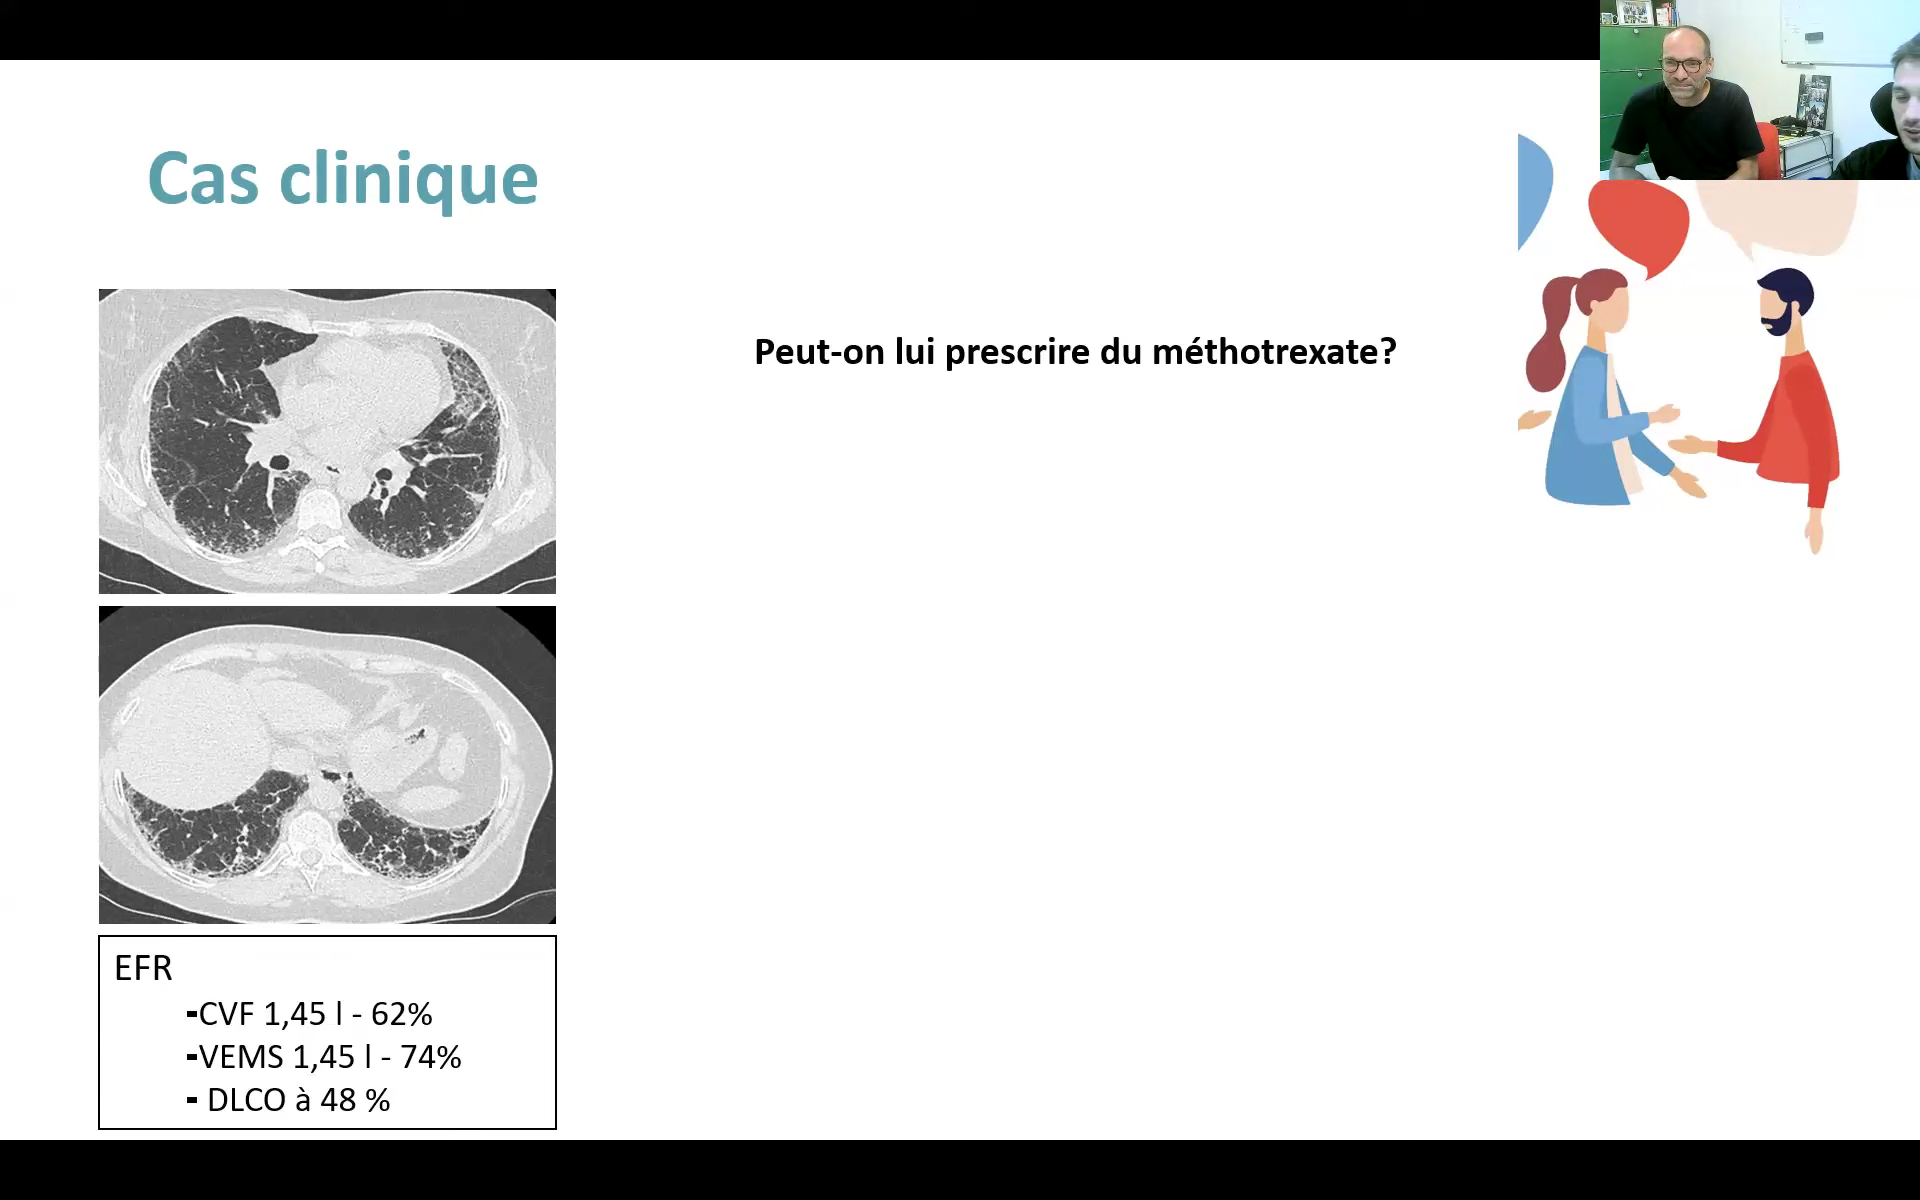 Cas clinique
Peut-on lui prescrire du méthotrexate?
EFR
-CVF 1,45 l - 62%
-VEMS 1,45 l - 74%
- DLCO à 48 %